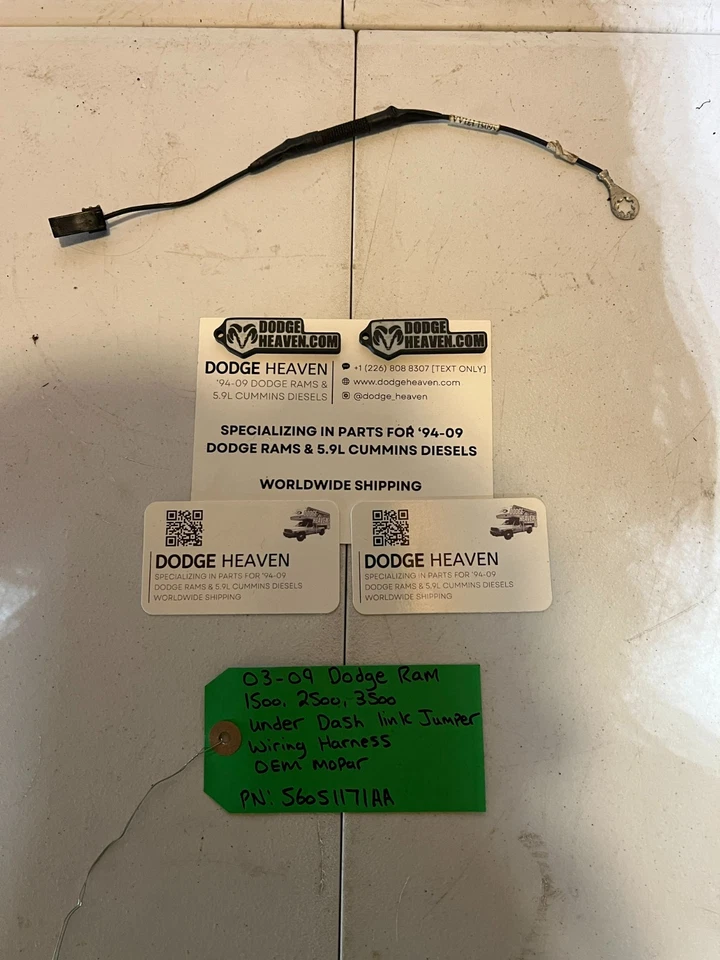 56051171AA
DODGE
HEAVEN.COM
DODGE
HEAVEN.COM
DODGE HEAVEN
'94-09 DODGE RAMS &
5.9L CUMMINS DIESELS
+1 (226) 808 8307 [TEXT ONLY]
www.dodgeheaven.com
@dodge_heaven
SPECIALIZING IN PARTS FOR '94-09
DODGE RAMS & 5.9L CUMMINS DIESELS
WORLDWIDE SHIPPING
DODGE HEAVEN
SPECIALIZING IN PARTS FOR '94-09
DODGE RAMS & 5.9L CUMMINS DIESELS
WORLDWIDE SHIPPING
DODGE HEAVEN
SPECIALIZING IN PARTS FOR '94-09
DODGE RAMS & 5.9L CUMMINS DIESELS
WORLDWIDE SHIPPING
03-09 Dodge Ram
1500, 2500, 3500
under Dash link Jumper
Wiring Harness
OEM Mopar
PN: 56051171AA